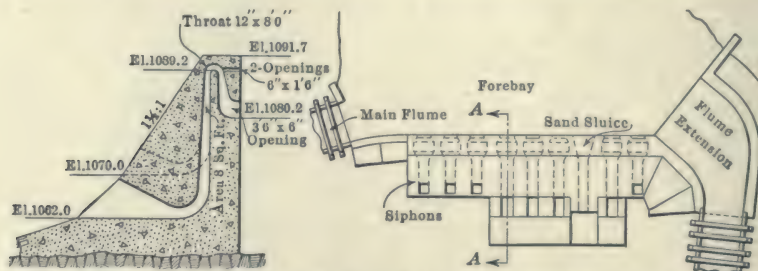 Throat 12" x 8'0"
El.1091.7
El.1089.2
2-Openings
6" x 1'6"
El.1080.2
36" x 6"
Opening
1¼:1
Area 8 Sq. Ft.
El.1070.0
El.1062.0
Forebay
A
Main Flume
Sand Sluice
Flume
Extension
Siphons
A